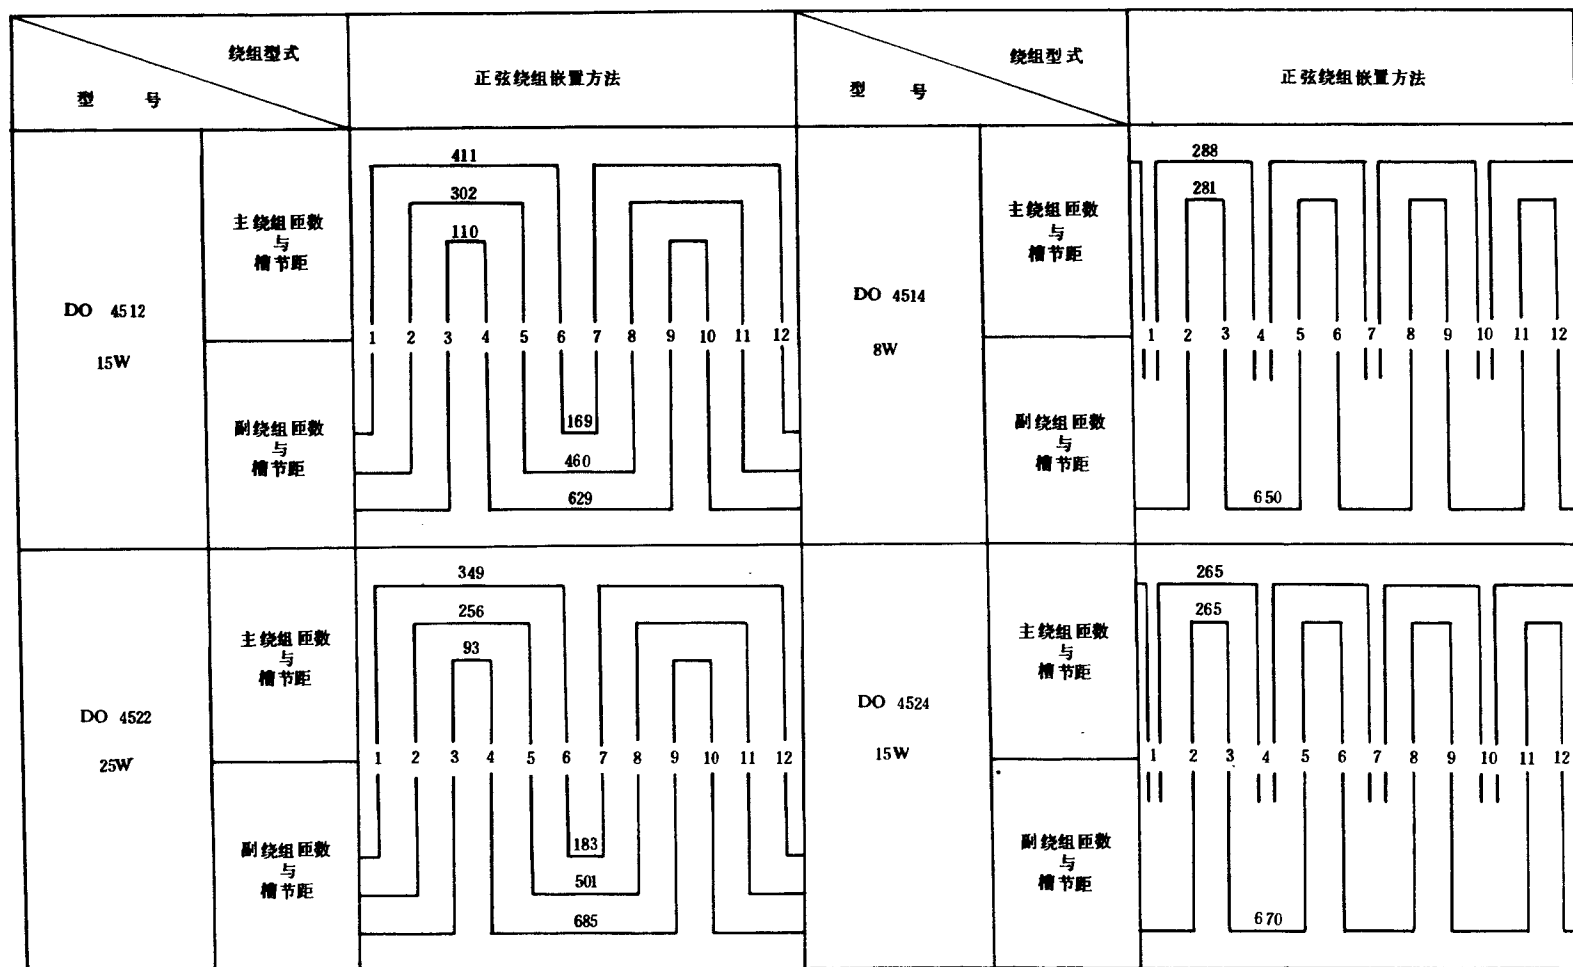 绕组型式
型 号
正弦绕组嵌置方法
绕组型式
型 号
正弦绕组嵌置方法
DO 4512
15W
主绕组匝数
与
槽节距
副绕组匝数
与
槽节距
411
302
110
1 2 3 4 5 6 7 8 9 10 11 12
169
460
629
DO 4514
8W
主绕组匝数
与
槽节距
副绕组匝数
与
槽节距
288
281
1 2 3 4 5 6 7 8 9 10 11 12
650
DO 4522
25W
主绕组匝数
与
槽节距
副绕组匝数
与
槽节距
349
256
93
1 2 3 4 5 6 7 8 9 10 11 12
183
501
685
DO 4524
15W
主绕组匝数
与
槽节距
副绕组匝数
与
槽节距
265
265
1 2 3 4 5 6 7 8 9 10 11 12
670